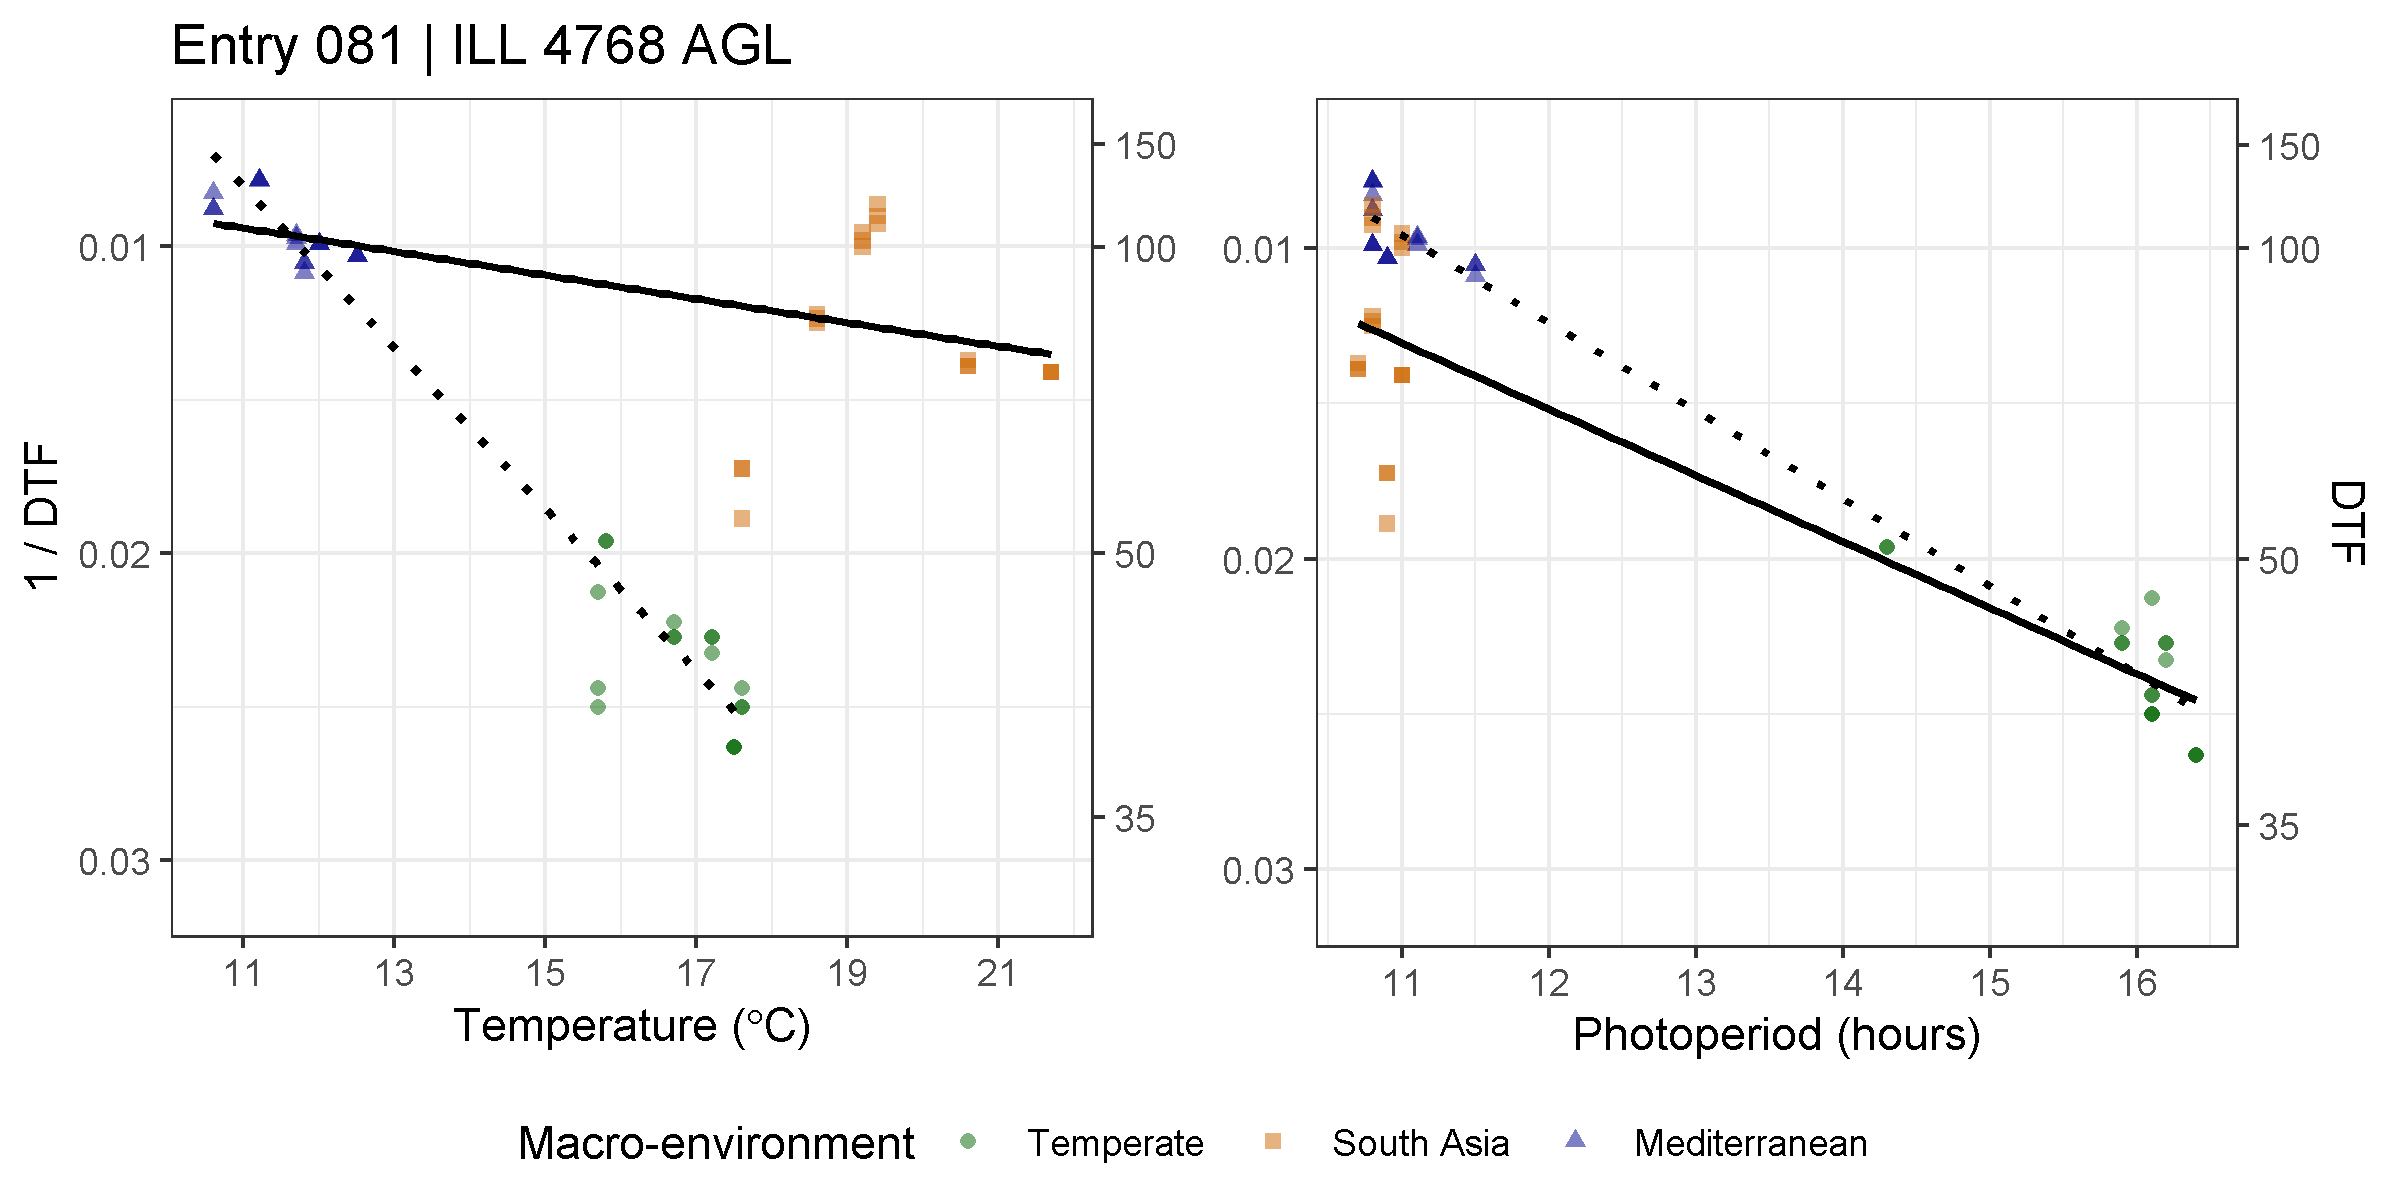 Entry 081 | ILL 4768 AGL
1 / DTF
0.01
0.02
0.03
150
100
50
35
11 13 15 17 19 21
Temperature (°C)
0.01
0.02
0.03
150
100
50
35
DTF
11 12 13 14 15 16
Photoperiod (hours)
Macro-environment Temperate South Asia Mediterranean